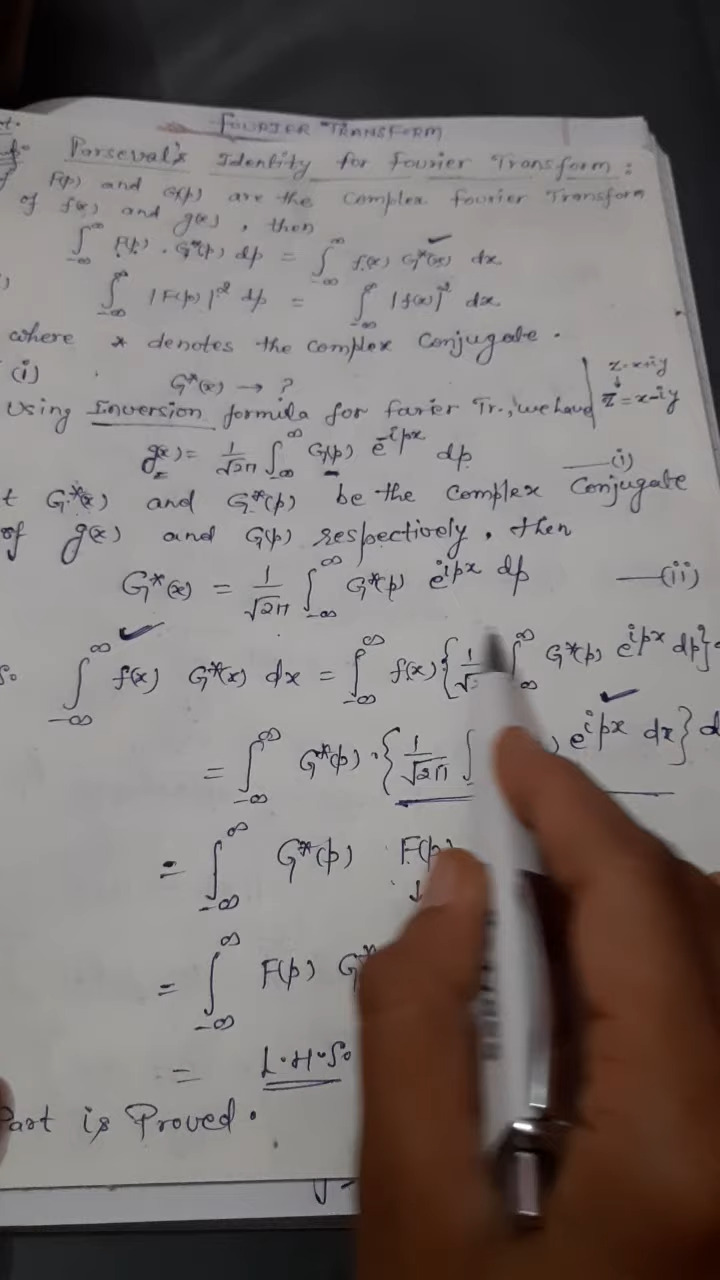 FOURIER TRANSFORM
Parseval's Identity for Fourier Transform :
F(p) and G(p) are the Complex Fourier Transform
of f(x) and g(x), then
∫_{-∞}^{∞} F(p) . G*(p) dp = ∫_{-∞}^{∞} f(x) G*(x) dx
∫_{-∞}^{∞} |F(p)|² dp = ∫_{-∞}^{∞} |f(x)|² dx
where * denotes the Complex Conjugate.
(i) G*(x) → ?
z = x+iy
↓
z̅ = x-iy
Using Inversion formula for farier Tr., we have
g(x) = 1/√2π ∫_{-∞}^{∞} G(p) e^{-ipx} dp —(i)
G*(x) and G*(p) be the Complex Conjugate
of g(x) and G(p) respectively. then
G*(x) = 1/√2π ∫_{-∞}^{∞} G*(p) e^{ipx} dp —(ii)
∫_{-∞}^{∞} f(x) G*(x) dx = ∫_{-∞}^{∞} f(x) { ∫_{-∞}^{∞} G*(p) e^{ipx} dp}
= ∫_{-∞}^{∞} G*(p) · { 1/√2π ∫ e^{ipx} dx} d
= ∫_{-∞}^{∞} G*(p) F(p)
↓
= ∫_{-∞}^{∞} F(p) G*
= L.H.S.
Part is Proved.